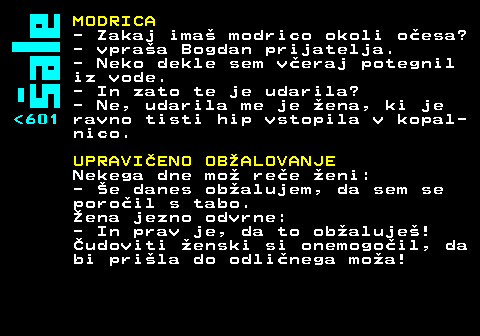 Šale
<601
MODRICA
- Zakaj imaš modrico okoli očesa?
- vpraša Bogdan prijatelja.
- Neko dekle sem včeraj potegnil
iz vode.
- In zato te je udarila?
- Ne, udarila me je žena, ki je
ravno tisti hip vstopila v kopal-
nico.
UPRAVIČENO OBŽALOVANJE
Nekega dne mož reče ženi:
- Še danes obžalujem, da sem se
poročil s tabo.
Žena jezno odvrne:
- In prav je, da to obžaluješ!
Čudoviti ženski si onemogočil, da
bi prišla do odličnega moža!